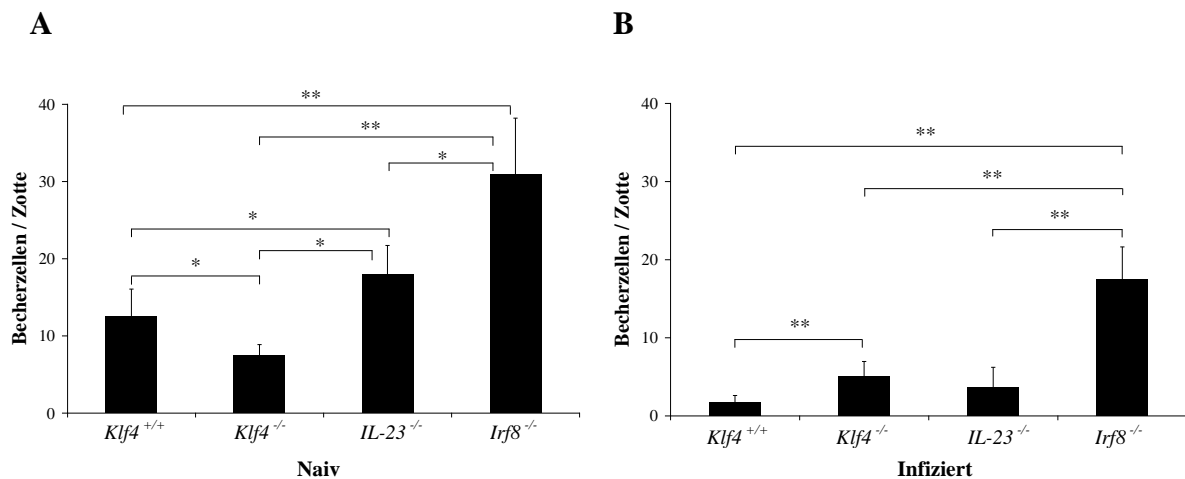 A
Becherzellen / Zotte
40
30
20
10
0
**
**
*
*
*
*
Klf4 +/+
Klf4 -/-
IL-23 -/-
Irf8 -/-
Naiv
B
Becherzellen / Zotte
40
30
20
10
0
**
**
**
**
Klf4 +/+
Klf4 -/-
IL-23 -/-
Irf8 -/-
Infiziert